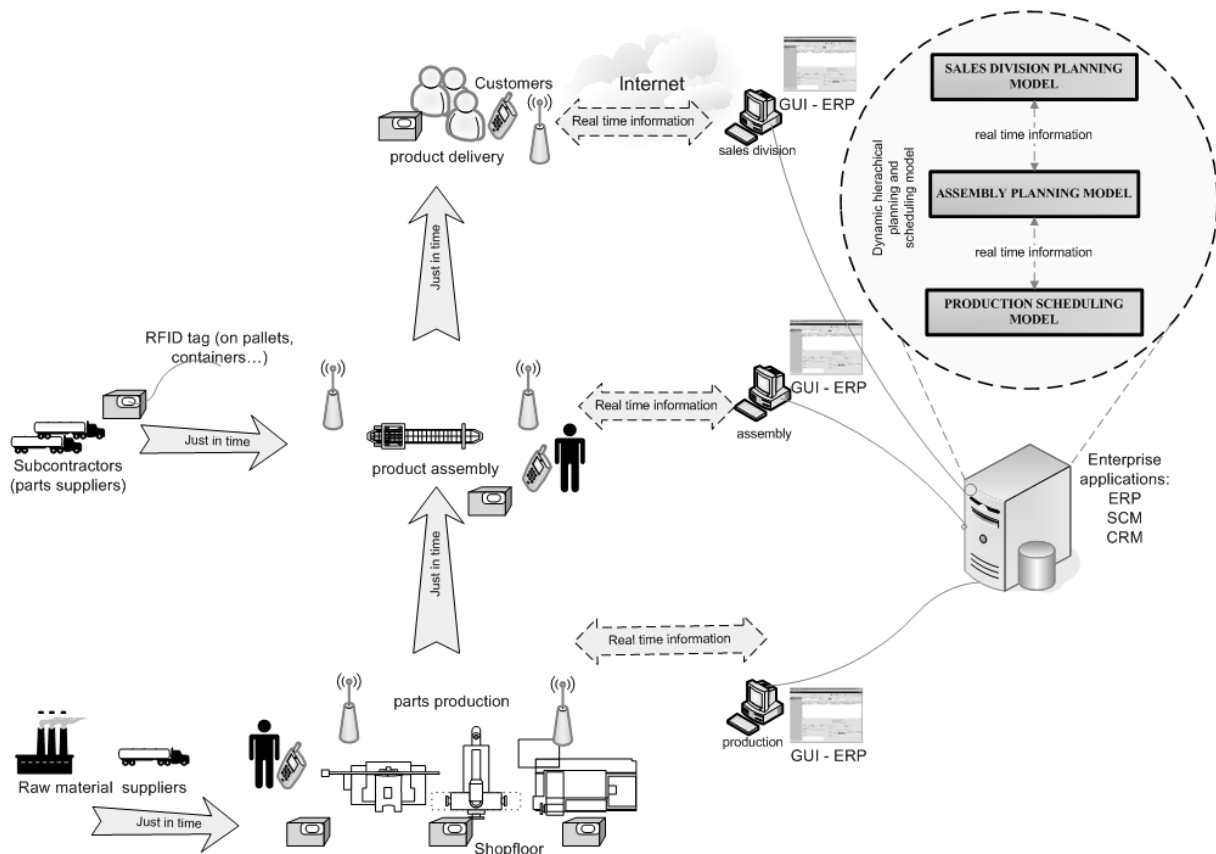 Customers
product delivery
Internet
Real time information
sales division
GUI - ERP
SALES DIVISION PLANNING
MODEL
real time information
ASSEMBLY PLANNING MODEL
real time information
PRODUCTION SCHEDULING
MODEL
Dynamic hierachical
planning and
scheduling model
Just in time
RFID tag (on pallets,
containers...)
Just in time
Subcontractors
(parts suppliers)
product assembly
Real time information
assembly
GUI - ERP
Enterprise
applications:
ERP
SCM
CRM
Just in time
Real time information
parts production
production
GUI - ERP
Raw material suppliers
Just in time
Shopfloor